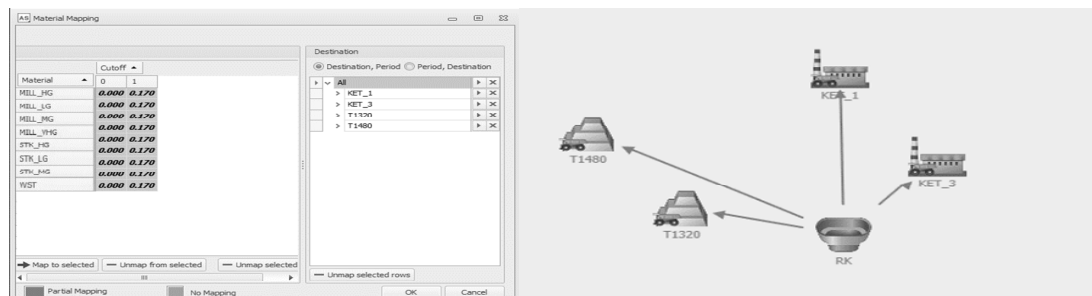 AS Material Mapping
Destination
Destination, Period Period, Destination
Cutoff
Material 0 1
MILL_HG 0.000 0.170
MILL_LG 0.000 0.170
MILL_MG 0.000 0.170
MILL_VHG 0.000 0.170
STK_HG 0.000 0.170
STK_LG 0.000 0.170
STK_MG 0.000 0.170
WST 0.000 0.170
All
KET_1
KET_3
T1320
T1480
Map to selected Unmap from selected Unmap selected
Unmap selected rows
Partial Mapping No Mapping OK Cancel
KET_1
T1480
KET_3
T1320
RK